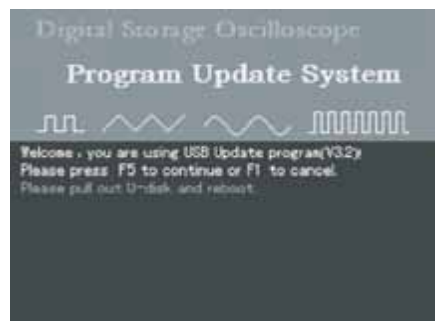 Digital Storage Oscilloscope
Program Update System
Welcome , you are using USB Update program(V3.2)!
Please press F5 to continue or F1 to cancel.
Please pull out U-disk and reboot.